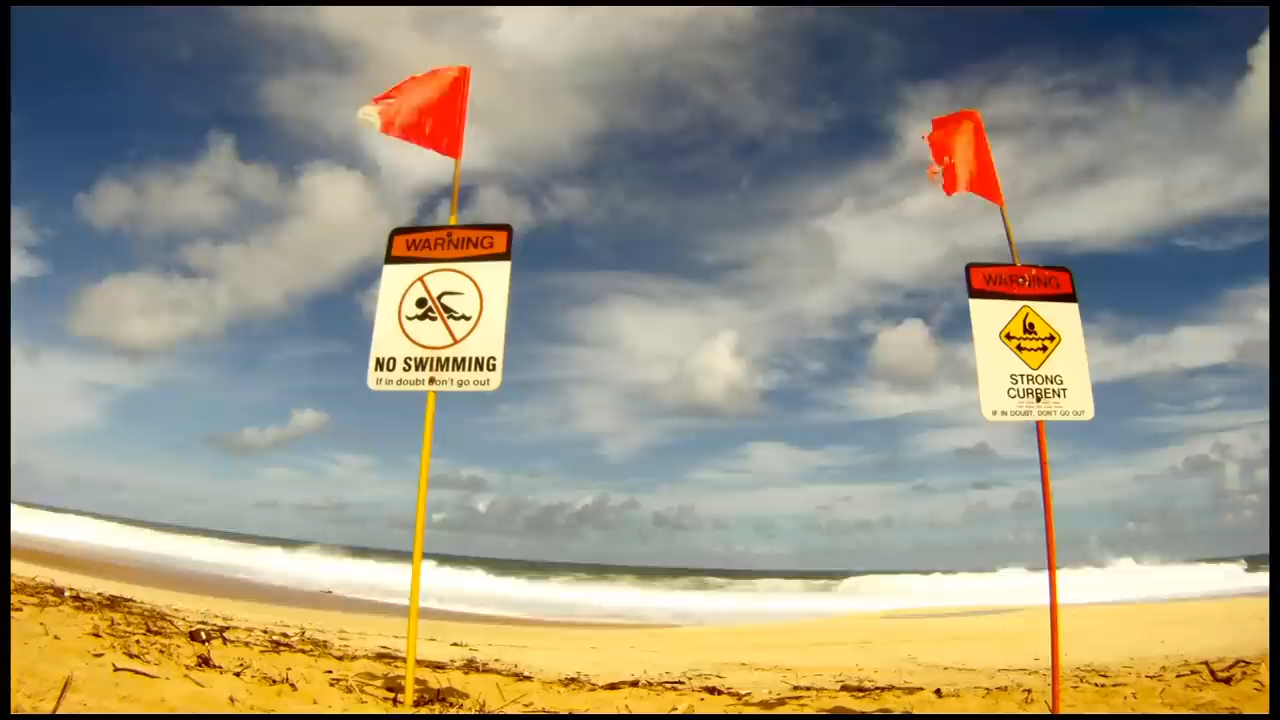 WARNING
NO SWIMMING
If in doubt don't go out
WARNING
STRONG
CURRENT
IF IN DOUBT, DON'T GO OUT